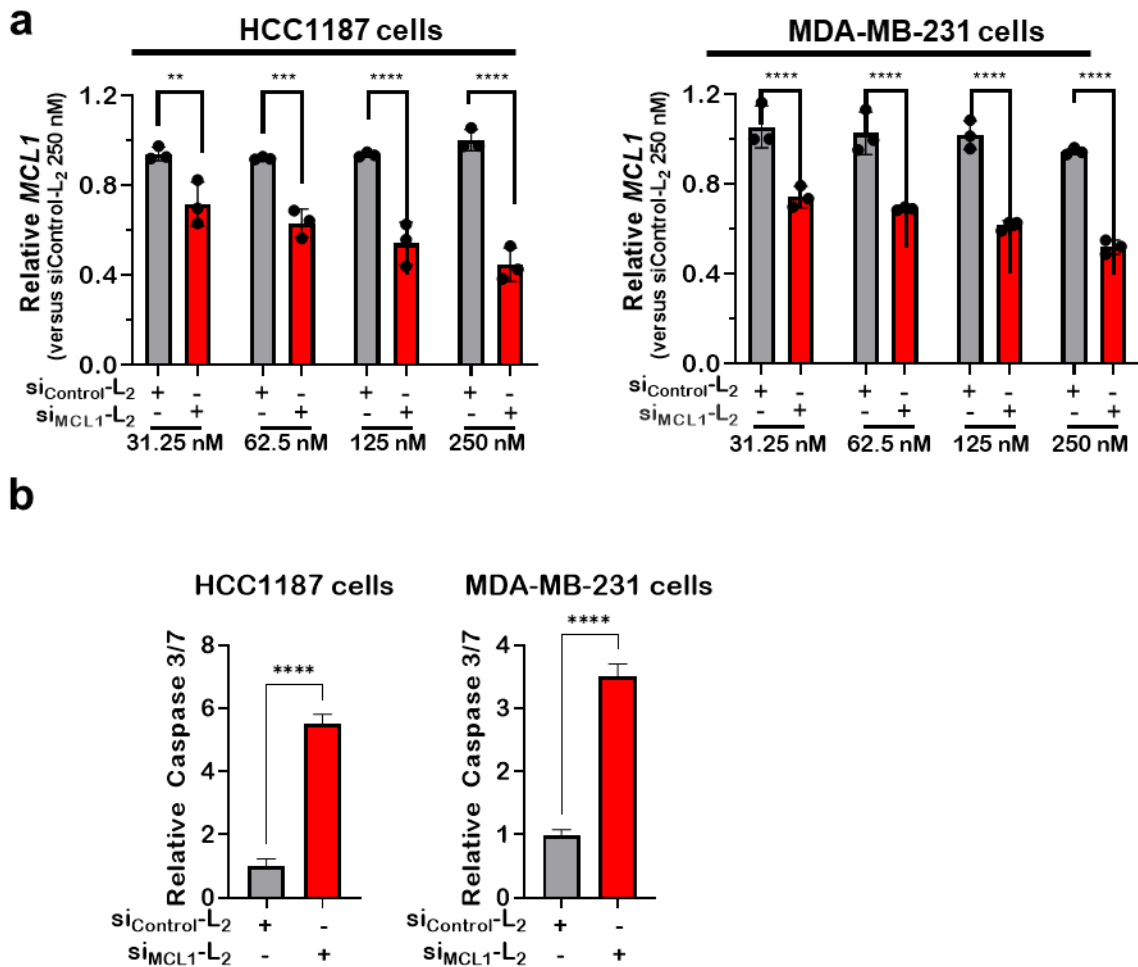 a
HCC1187 cells
MDA-MB-231 cells
** *** **** ****
**** **** **** ****
Relative MCL1
(versus siControl-L2 250 nM)
1.2
0.8
0.4
0.0
siControl-L2 + - + - + - + -
siMCL1-L2 - + - + - + - +
31.25 nM 62.5 nM 125 nM 250 nM
Relative MCL1
(versus siControl-L2 250 nM)
1.2
0.8
0.4
0.0
siControl-L2 + - + - + - + -
siMCL1-L2 - + - + - + - +
31.25 nM 62.5 nM 125 nM 250 nM
b
HCC1187 cells
Relative Caspase 3/7
8
6
4
2
0
****
siControl-L2 + -
siMCL1-L2 - +
MDA-MB-231 cells
Relative Caspase 3/7
4
3
2
1
0
****
siControl-L2 + -
siMCL1-L2 - +